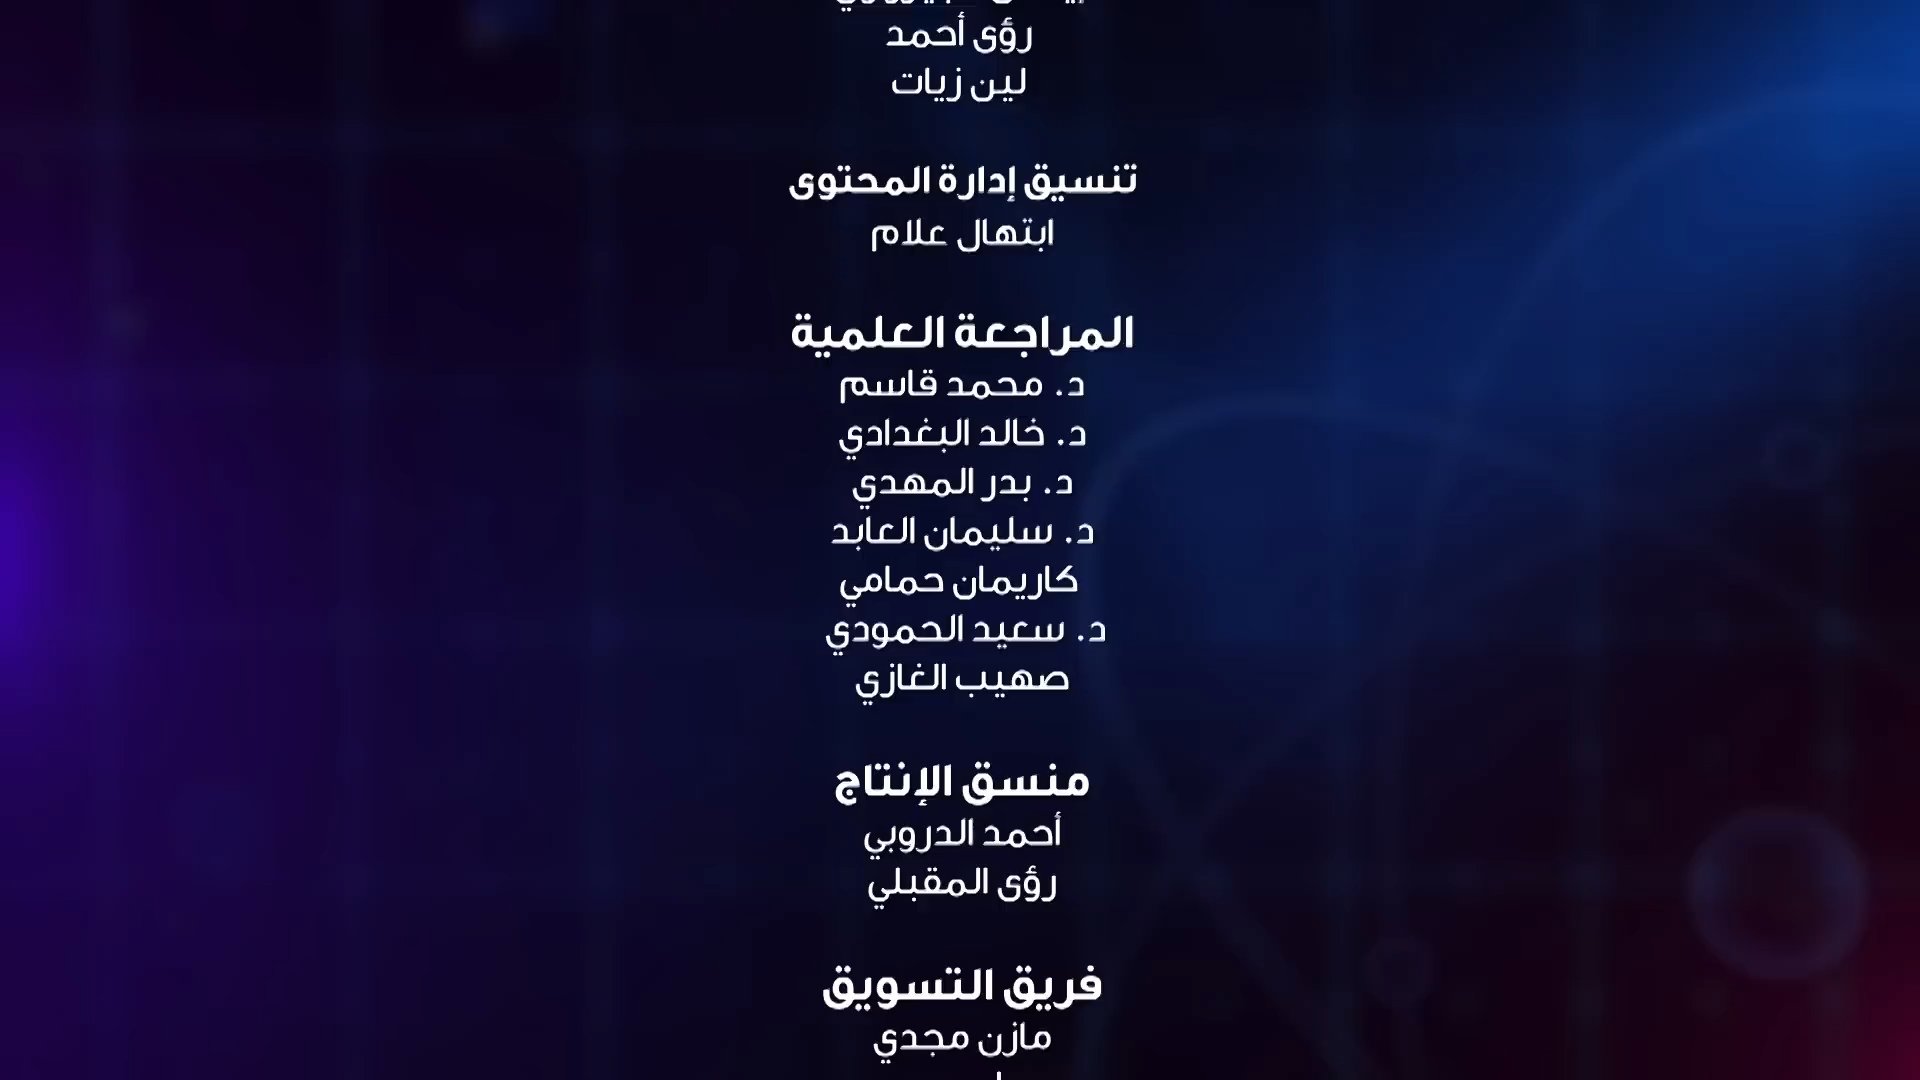 رؤى أحمد
لين زيات
تنسيق إدارة المحتوى
ابتهال علام
المراجعة العلمية
د. محمد قاسم
د. خالد البغدادي
د. بدر المهدي
د. سليمان العابد
كاريمان حمامي
د. سعيد الحمودي
صهيب الغازي
منسق الإنتاج
أحمد الدروبي
رؤى المقبلي
فريق التسويق
مازن مجدي